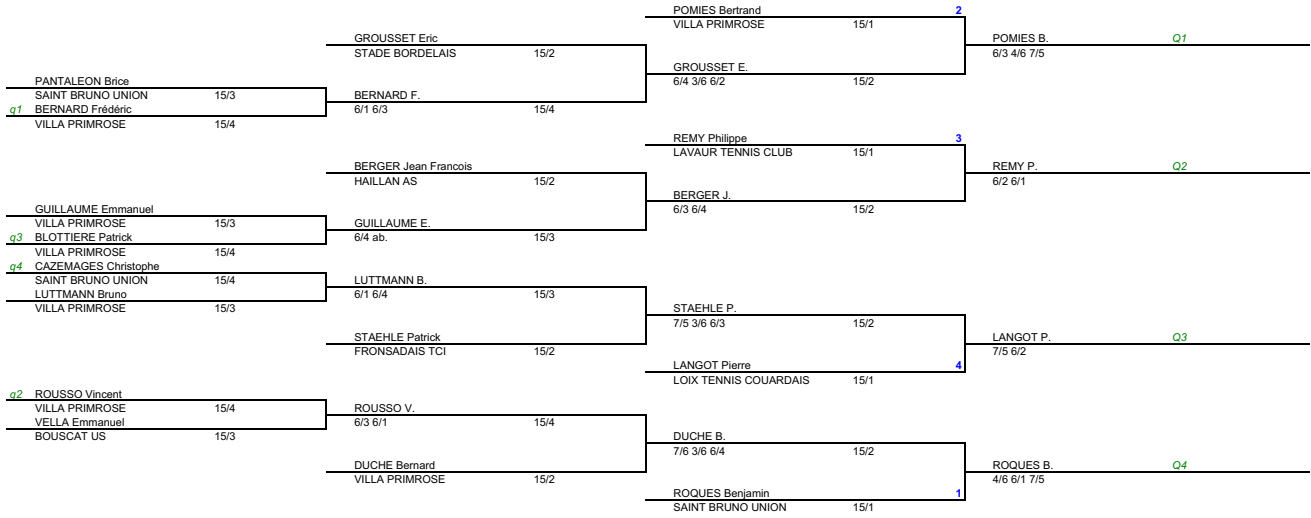 POMIES Bertrand 2
VILLA PRIMROSE 15/1
GROUSSET Eric
POMIES B. Q1
STADE BORDELAIS 15/2
6/3 4/6 7/5
GROUSSET E.
PANTALEON Brice
6/4 3/6 6/2 15/2
SAINT BRUNO UNION 15/3
BERNARD F.
q1 BERNARD Frédéric
6/1 6/3 15/4
VILLA PRIMROSE 15/4
REMY Philippe 3
LAVAUR TENNIS CLUB 15/1
BERGER Jean Francois
REMY P. Q2
HAILLAN AS 15/2
6/2 6/1
BERGER J.
GUILLAUME Emmanuel
6/3 6/4 15/2
VILLA PRIMROSE 15/3
GUILLAUME E.
q3 BLOTTIERE Patrick
6/4 ab. 15/3
VILLA PRIMROSE 15/4
q4 CAZEMAGES Christophe
SAINT BRUNO UNION 15/4
LUTTMANN B.
LUTTMANN Bruno
6/1 6/4 15/3
VILLA PRIMROSE 15/3
STAEHLE P.
7/5 3/6 6/3 15/2
STAEHLE Patrick
LANGOT P. Q3
FRONSADAIS TCI 15/2
7/5 6/2
LANGOT Pierre 4
LOIX TENNIS COUARDAIS 15/1
q2 ROUSSO Vincent
VILLA PRIMROSE 15/4
ROUSSO V.
VELLA Emmanuel
6/3 6/1 15/4
BOUSCAT US 15/3
DUCHE B.
7/6 3/6 6/4 15/2
DUCHE Bernard
ROQUES B. Q4
VILLA PRIMROSE 15/2
4/6 6/1 7/5
ROQUES Benjamin 1
SAINT BRUNO UNION 15/1